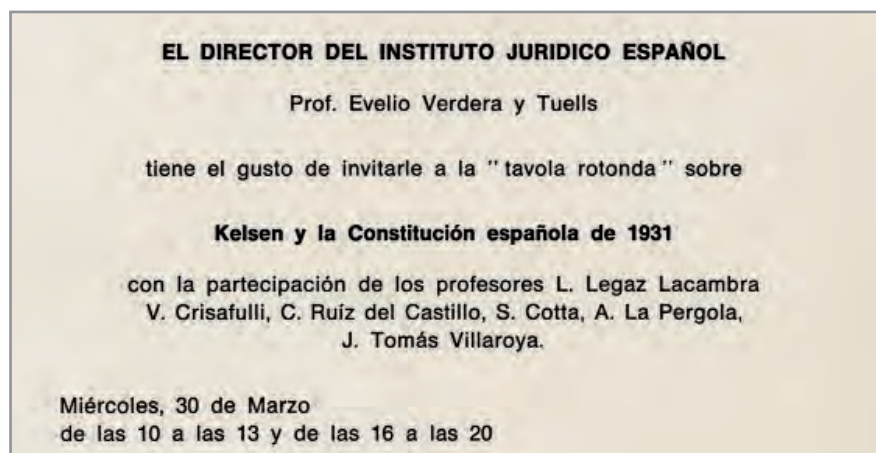 EL DIRECTOR DEL INSTITUTO JURIDICO ESPAÑOL
Prof. Evelio Verdera y Tuells
tiene el gusto de invitarle a la " tavola rotonda " sobre
Kelsen y la Constitución española de 1931
con la partecipación de los profesores L. Legaz Lacambra
V. Crisafulli, C. Ruíz del Castillo, S. Cotta, A. La Pergola,
J. Tomás Villaroya.
Miércoles, 30 de Marzo
de las 10 a las 13 y de las 16 a las 20